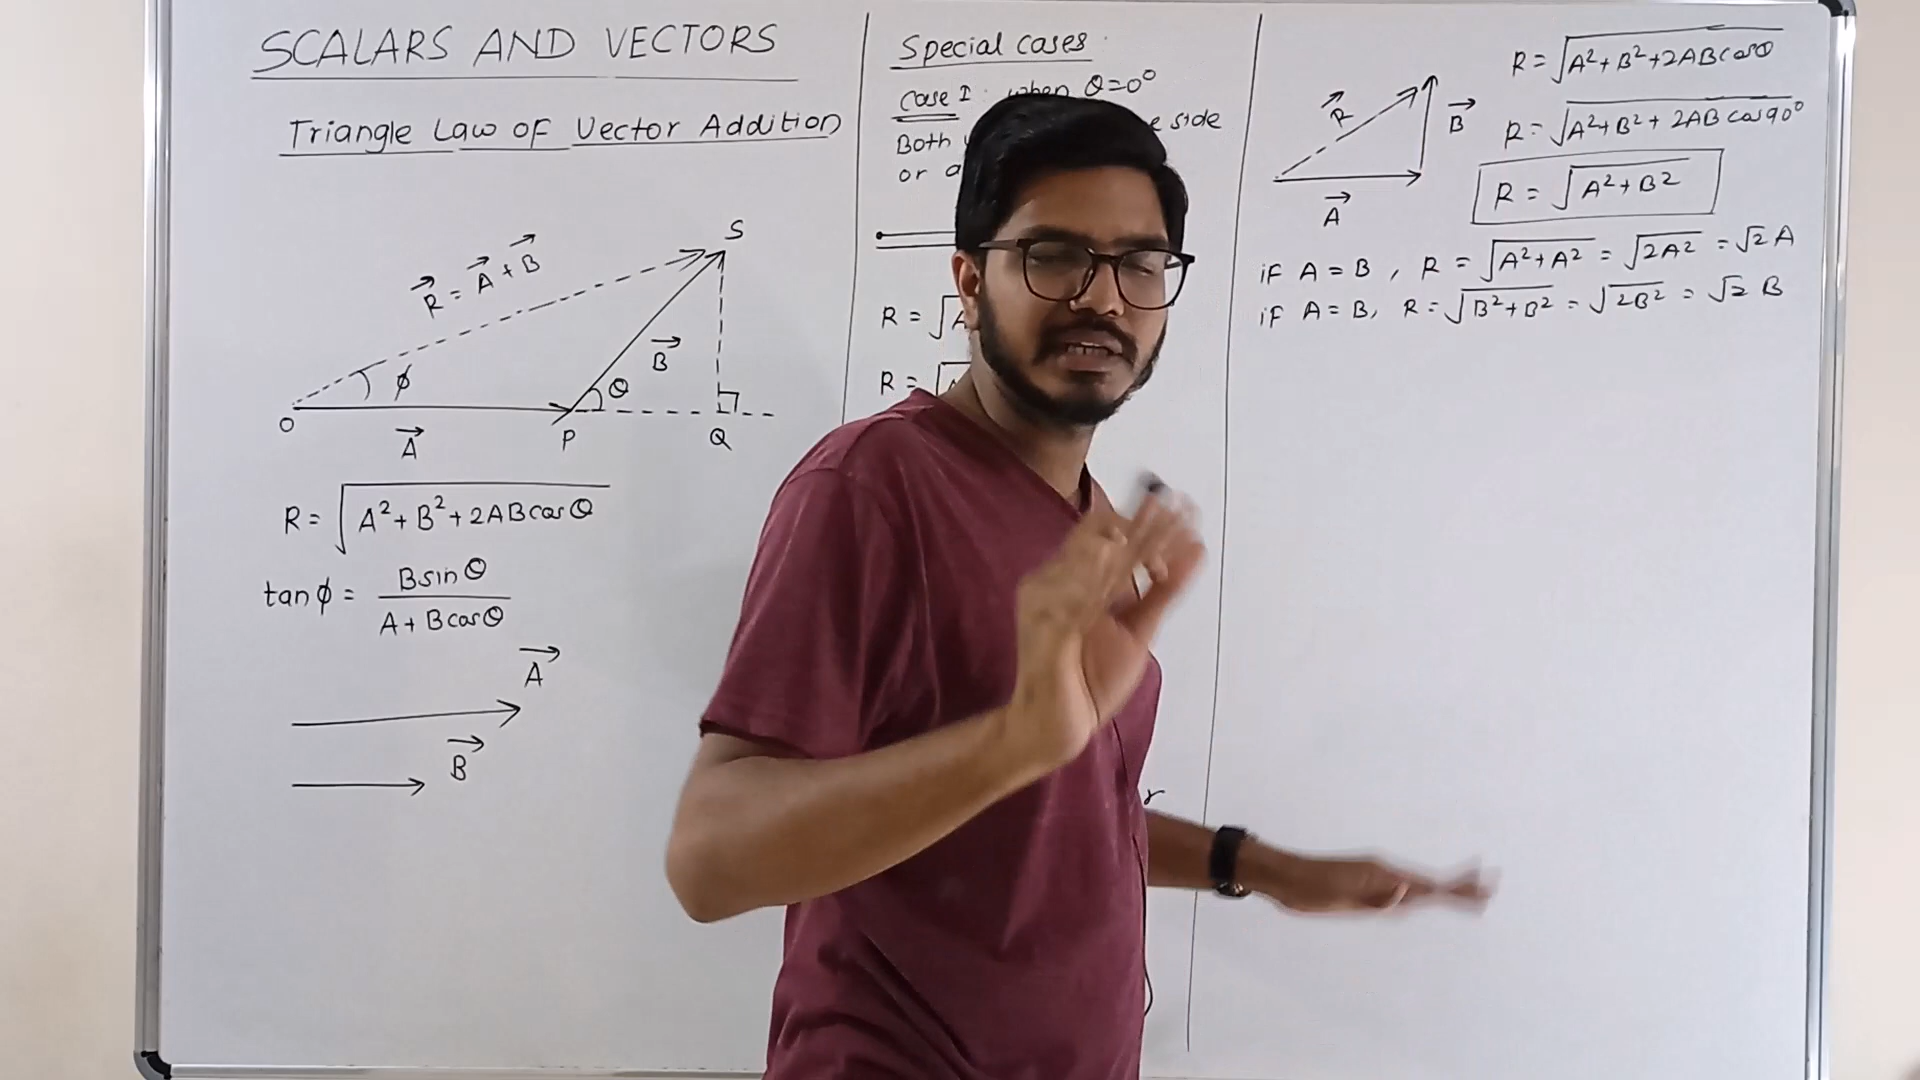 SCALARS AND VECTORS
Triangle Law OF Vector Addition
S
R⃗ = A⃗ + B⃗
B⃗
ϕ
θ
O
A⃗
P
Q
R = √(A²+B²+2ABcosθ)
tanϕ = Bsinθ / (A+Bcosθ)
A⃗
B⃗
Special cases
Case I : when θ=0°
Both side
or
R = √
R = √
R = √(A²+B²+2ABcosθ)
R⃗
B⃗
R = √(A²+B²+2ABcos90°)
R = √(A²+B²)
A⃗
if A = B , R = √(A²+A²) = √(2A²) = √2 A
if A = B, R = √(B²+B²) = √(2B²) = √2 B